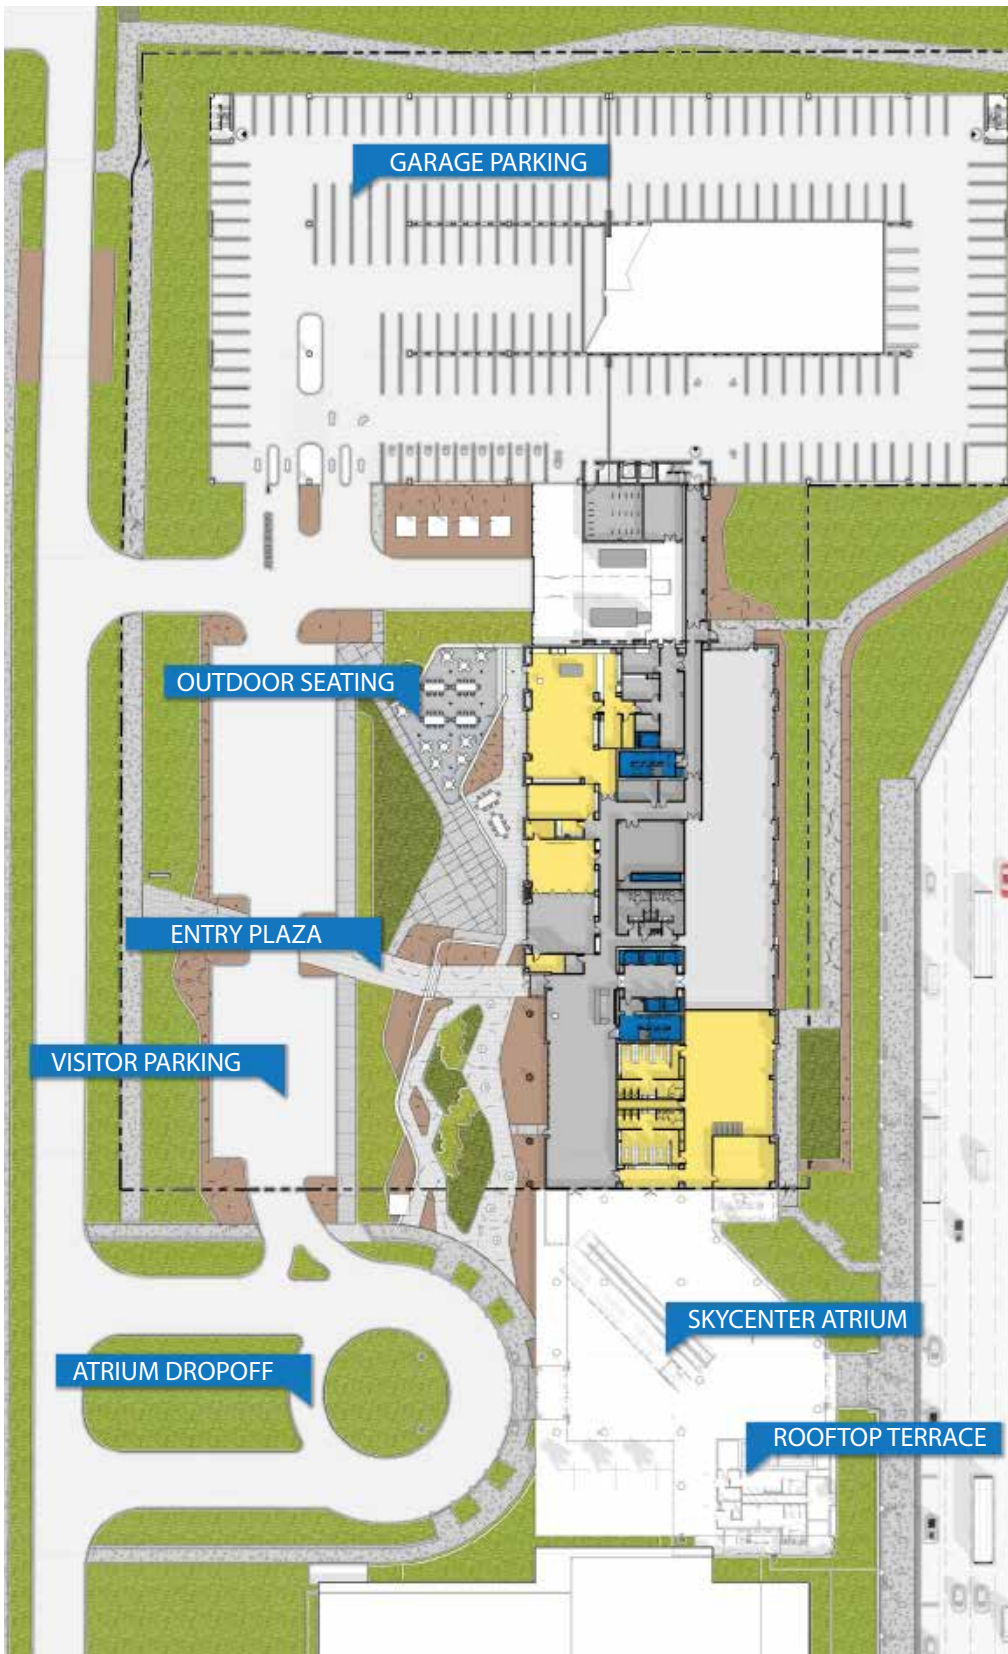 GARAGE PARKING
OUTDOOR SEATING
ENTRY PLAZA
VISITOR PARKING
SKYCENTER ATRIUM
ATRIUM DROPOFF
ROOFTOP TERRACE